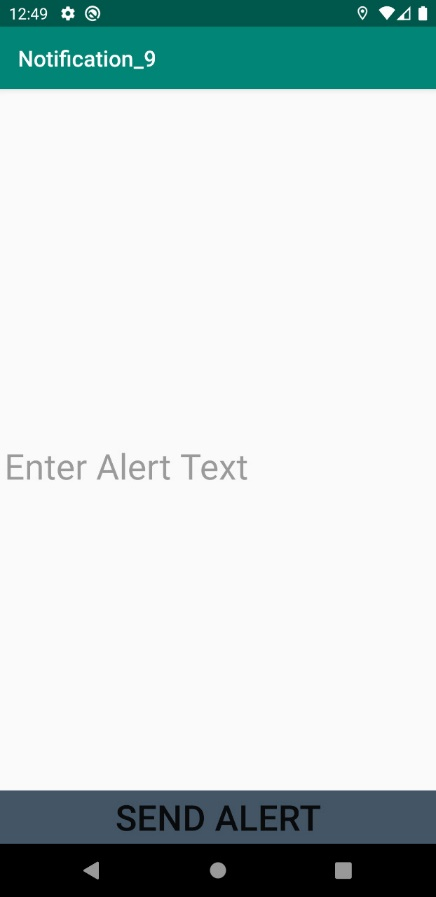 12:49
Notification_9
Enter Alert Text
SEND ALERT